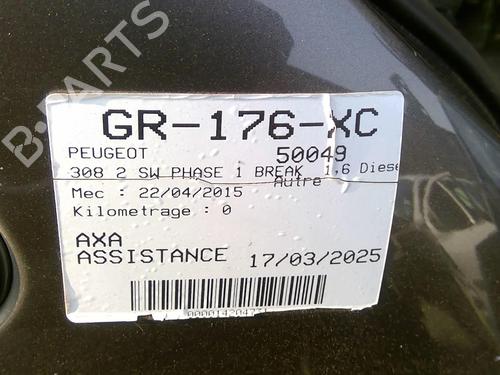 GR-176-XC
PEUGEOT 50049
308 2 SW PHASE 1 BREAK 1.6 Diese
Autre
Mec : 22/04/2015
Kilometrage : 0
AXA
ASSISTANCE 17/03/2025
B-PARTS